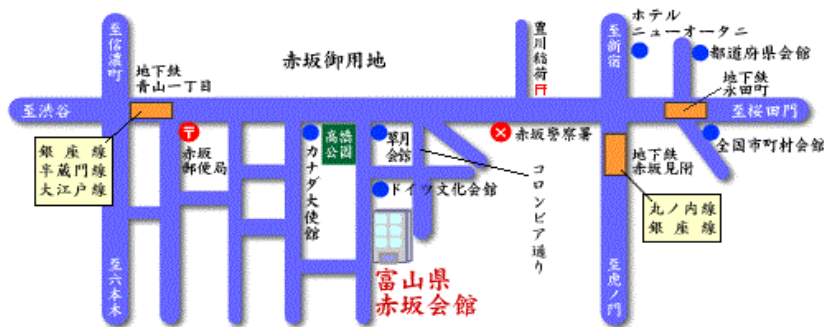 至信濃町
地下鉄
青山一丁目
赤坂御用地
豊川稲荷
至新宿
ホテル
ニューオータニ
都道府県会館
地下鉄
永田町
至渋谷
至桜田門
〒
赤坂
郵便局
カナダ大使館
高橋
公園
草月
会館
赤坂警察署
全国市町村会館
地下鉄
赤坂見附
銀座線
半蔵門線
大江戸線
ドイツ文化会館
コロンビア通り
丸ノ内線
銀座線
至六本木
富山県
赤坂会館
至虎ノ門